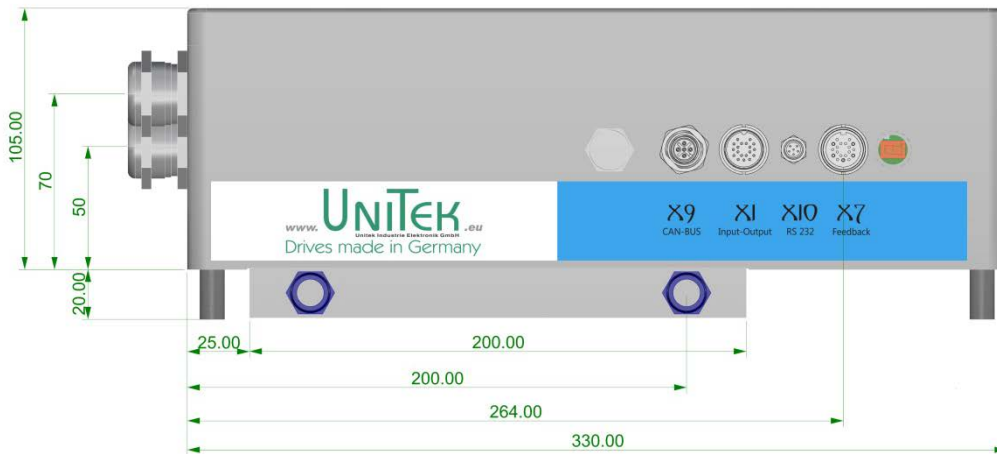 105.00
70
50
20.00
www.UNITEK.eu
Unitek Industrie Elektronik GmbH
Drives made in Germany
X9 X1 X10 X7
CAN-BUS Input-Output RS 232 Feedback
25.00 200.00
200.00
264.00
330.00